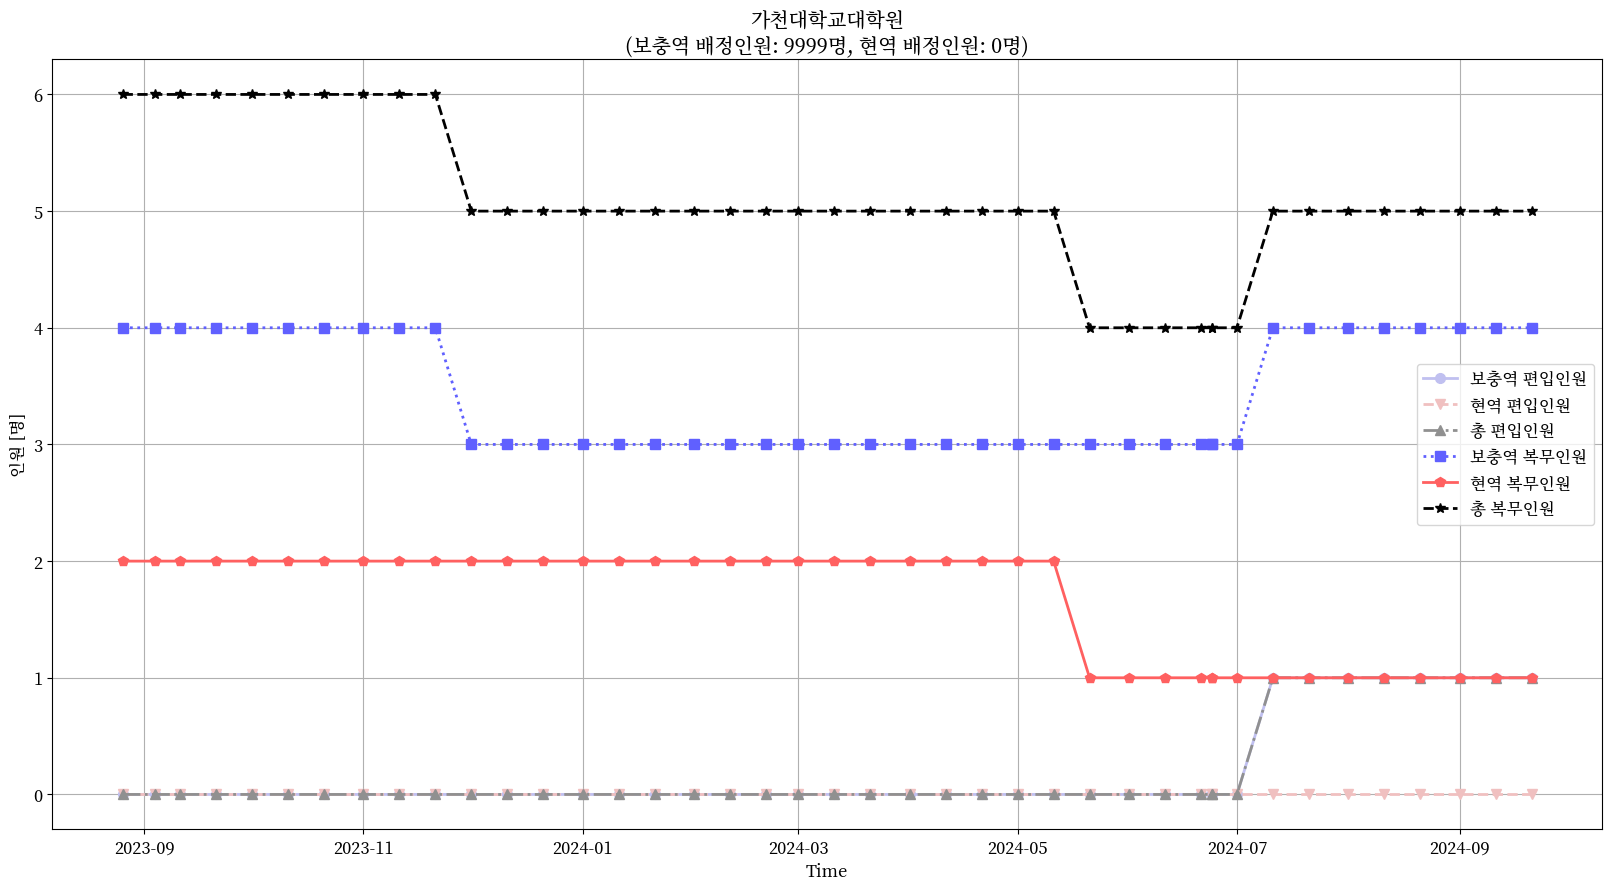 가천대학교대학원
(보충역 배정인원: 9999명, 현역 배정인원: 0명)
6
5
4
3
2
1
0
인원 [명]
보충역 편입인원
현역 편입인원
총 편입인원
보충역 복무인원
현역 복무인원
총 복무인원
2023-09
2023-11
2024-01
2024-03
2024-05
2024-07
2024-09
Time